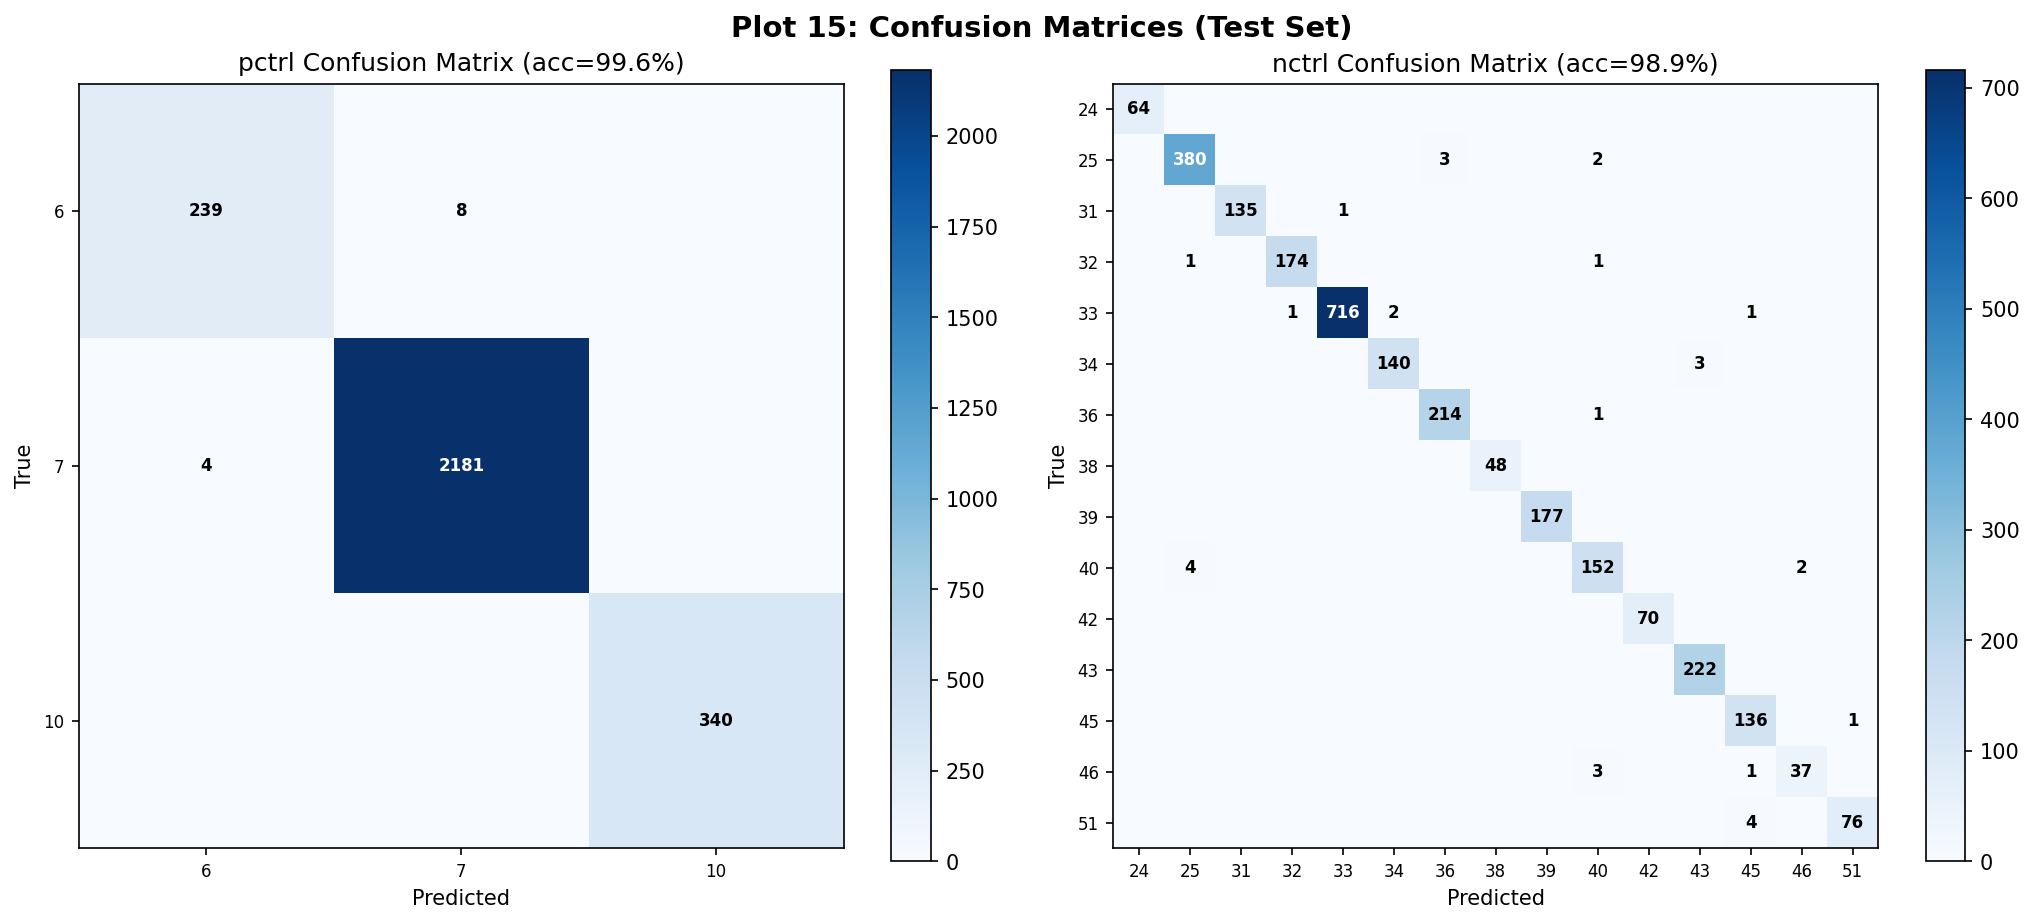 Plot 15: Confusion Matrices (Test Set)
pctrl Confusion Matrix (acc=99.6%)
6 239 8
7 4 2181
10 340
6 7 10
True
Predicted
2000
1750
1500
1250
1000
750
500
250
0
nctrl Confusion Matrix (acc=98.9%)
24 64
25 380 3 2
31 135 1
32 1 174 1
33 1 716 2 1
34 140 3
36 214 1
38 48
39 177
40 4 152 2
42 70
43 222
45 136 1
46 3 1 37
51 4 76
24 25 31 32 33 34 36 38 39 40 42 43 45 46 51
True
Predicted
700
600
500
400
300
200
100
0